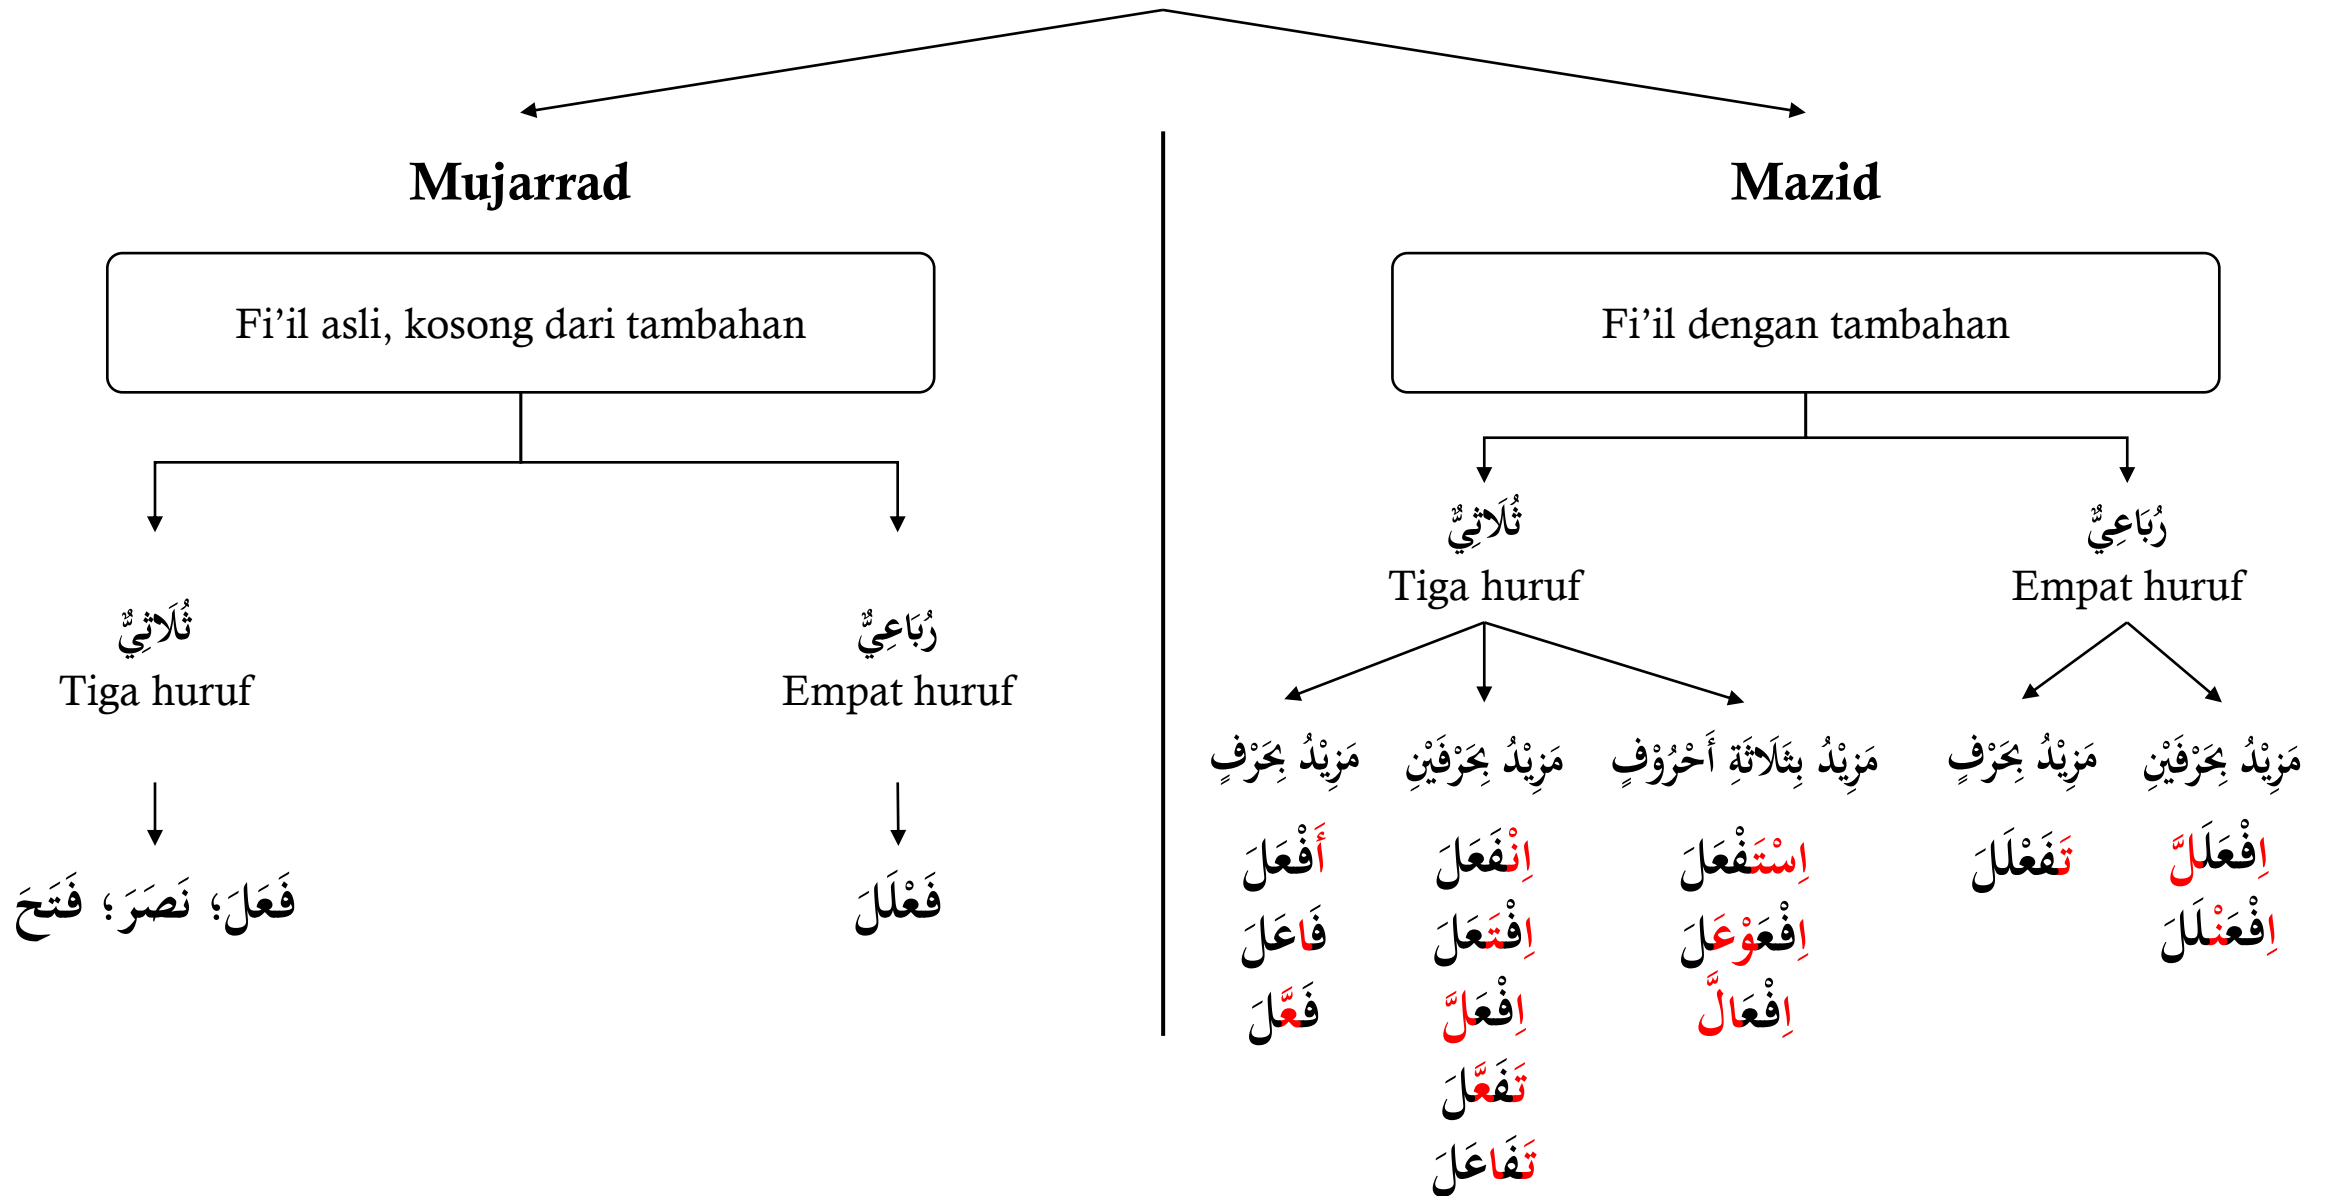 Mujarrad
Fi’il asli, kosong dari tambahan
ثُلَاثِيٌّ
Tiga huruf
فَعَلَ؛ نَصَرَ؛ فَتَحَ
رُبَاعِيٌّ
Empat huruf
فَعْلَلَ
Mazid
Fi’il dengan tambahan
ثُلَاثِيٌّ
Tiga huruf
مَزِيْدُ بِحَرْفٍ
أَفْعَلَ
فَاعَلَ
فَعَّلَ
مَزِيْدُ بِحَرْفَيْنِ
اِنْفَعَلَ
اِفْتَعَلَ
اِفْعَلَّ
تَفَعَّلَ
تَفَاعَلَ
مَزِيْدُ بِثَلَاثَةِ أَحْرُوْفٍ
اِسْتَفْعَلَ
اِفْعَوْعَلَ
اِفْعَالَّ
رُبَاعِيٌّ
Empat huruf
مَزِيْدُ بِحَرْفٍ
تَفَعْلَلَ
مَزِيْدُ بِحَرْفَيْنِ
اِفْعَلَلَّ
اِفْعَنْلَلَ